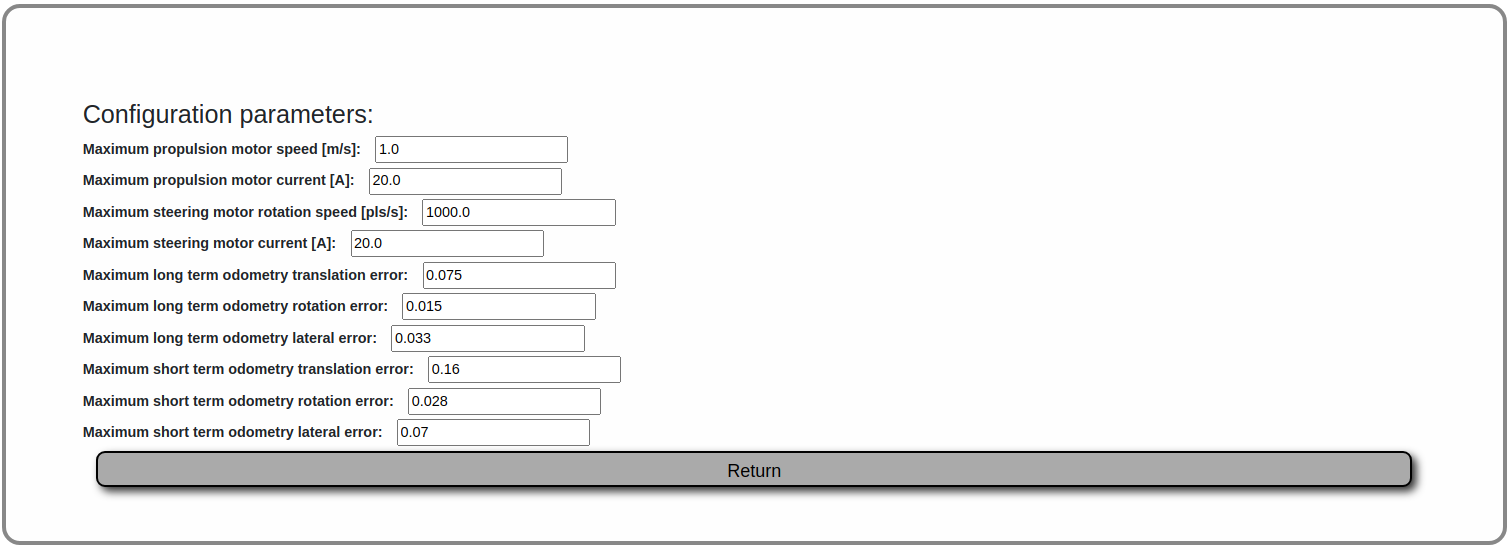 Configuration parameters:
Maximum propulsion motor speed [m/s]: 1.0
Maximum propulsion motor current [A]: 20.0
Maximum steering motor rotation speed [pls/s]: 1000.0
Maximum steering motor current [A]: 20.0
Maximum long term odometry translation error: 0.075
Maximum long term odometry rotation error: 0.015
Maximum long term odometry lateral error: 0.033
Maximum short term odometry translation error: 0.16
Maximum short term odometry rotation error: 0.028
Maximum short term odometry lateral error: 0.07
Return